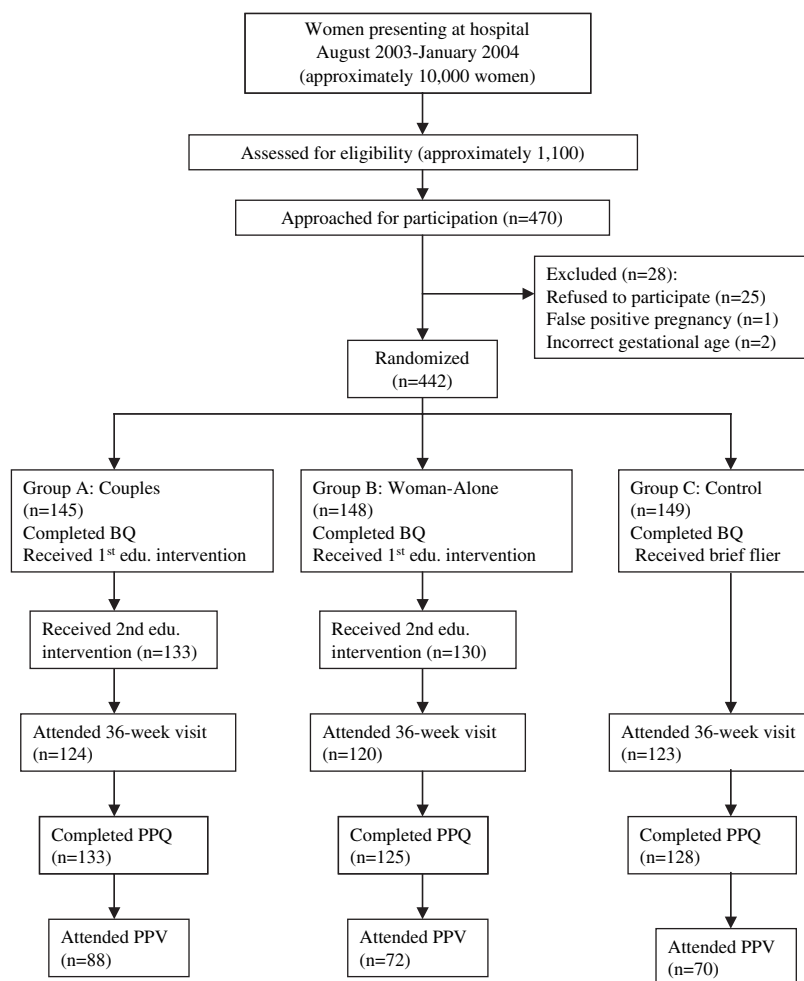 Women presenting at hospital
August 2003-January 2004
(approximately 10,000 women)
Assessed for eligibility (approximately 1,100)
Approached for participation (n=470)
Excluded (n=28):
Refused to participate (n=25)
False positive pregnancy (n=1)
Incorrect gestational age (n=2)
Randomized
(n=442)
Group A: Couples
(n=145)
Completed BQ
Received 1st edu. intervention
Group B: Woman-Alone
(n=148)
Completed BQ
Received 1st edu. intervention
Group C: Control
(n=149)
Completed BQ
Received brief flier
Received 2nd edu.
intervention (n=133)
Received 2nd edu.
intervention (n=130)
Attended 36-week visit
(n=124)
Attended 36-week visit
(n=120)
Attended 36-week visit
(n=123)
Completed PPQ
(n=133)
Completed PPQ
(n=125)
Completed PPQ
(n=128)
Attended PPV
(n=88)
Attended PPV
(n=72)
Attended PPV
(n=70)